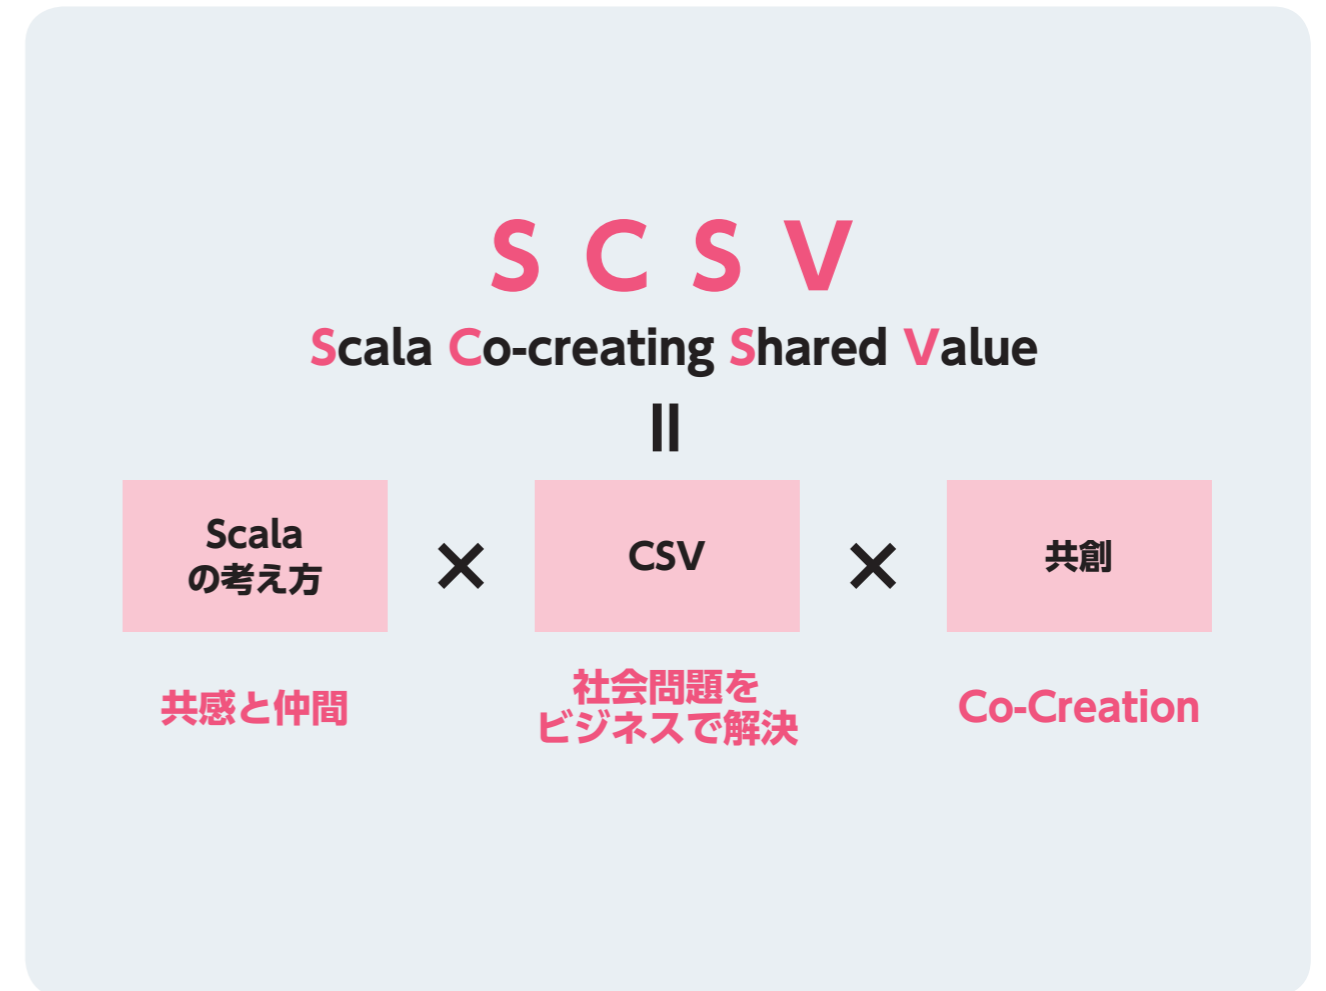 S C S V
Scala Co-creating Shared Value
=
Scala
の考え方
×
CSV
×
共創
共感と仲間
社会問題を
ビジネスで解決
Co-Creation